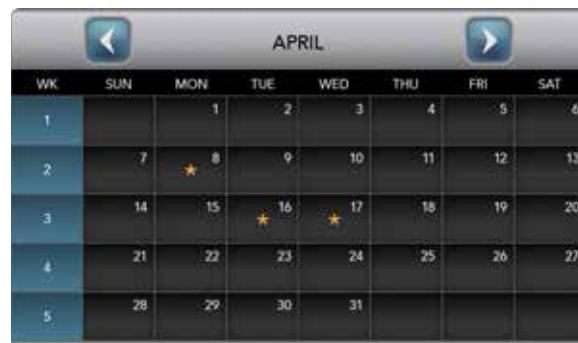 APRIL
WK SUN MON TUE WED THU FRI SAT
1 1 2 3 4 5 6
2 7 8 9 10 11 12 13
3 14 15 16 17 18 19 20
4 21 22 23 24 25 26 27
5 28 29 30 31